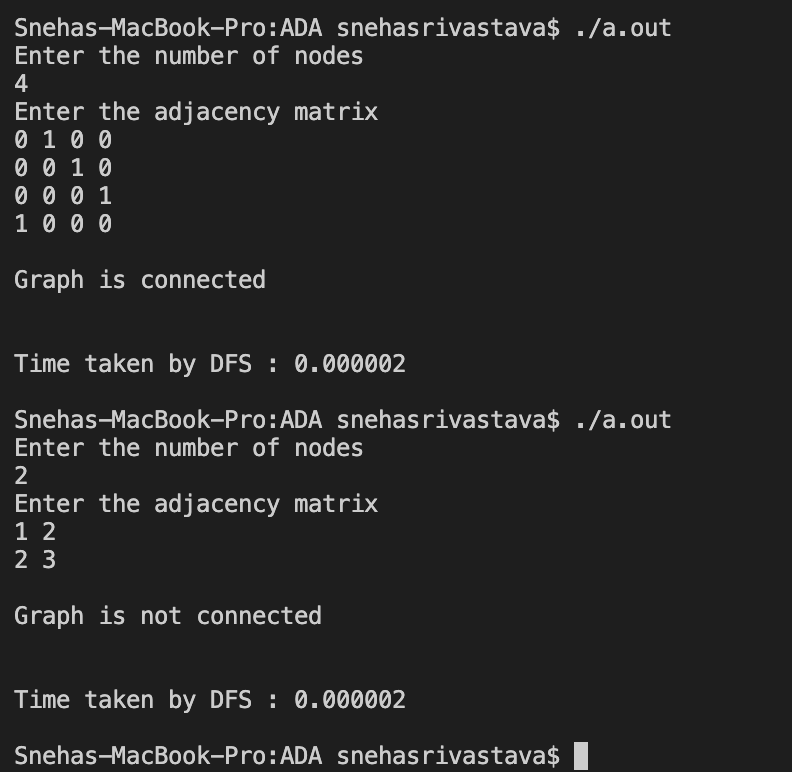 Snehas-MacBook-Pro:ADA snehasrivastava$ ./a.out
Enter the number of nodes
4
Enter the adjacency matrix
0 1 0 0
0 0 1 0
0 0 0 1
1 0 0 0
Graph is connected
Time taken by DFS : 0.000002
Snehas-MacBook-Pro:ADA snehasrivastava$ ./a.out
Enter the number of nodes
2
Enter the adjacency matrix
1 2
2 3
Graph is not connected
Time taken by DFS : 0.000002
Snehas-MacBook-Pro:ADA snehasrivastava$